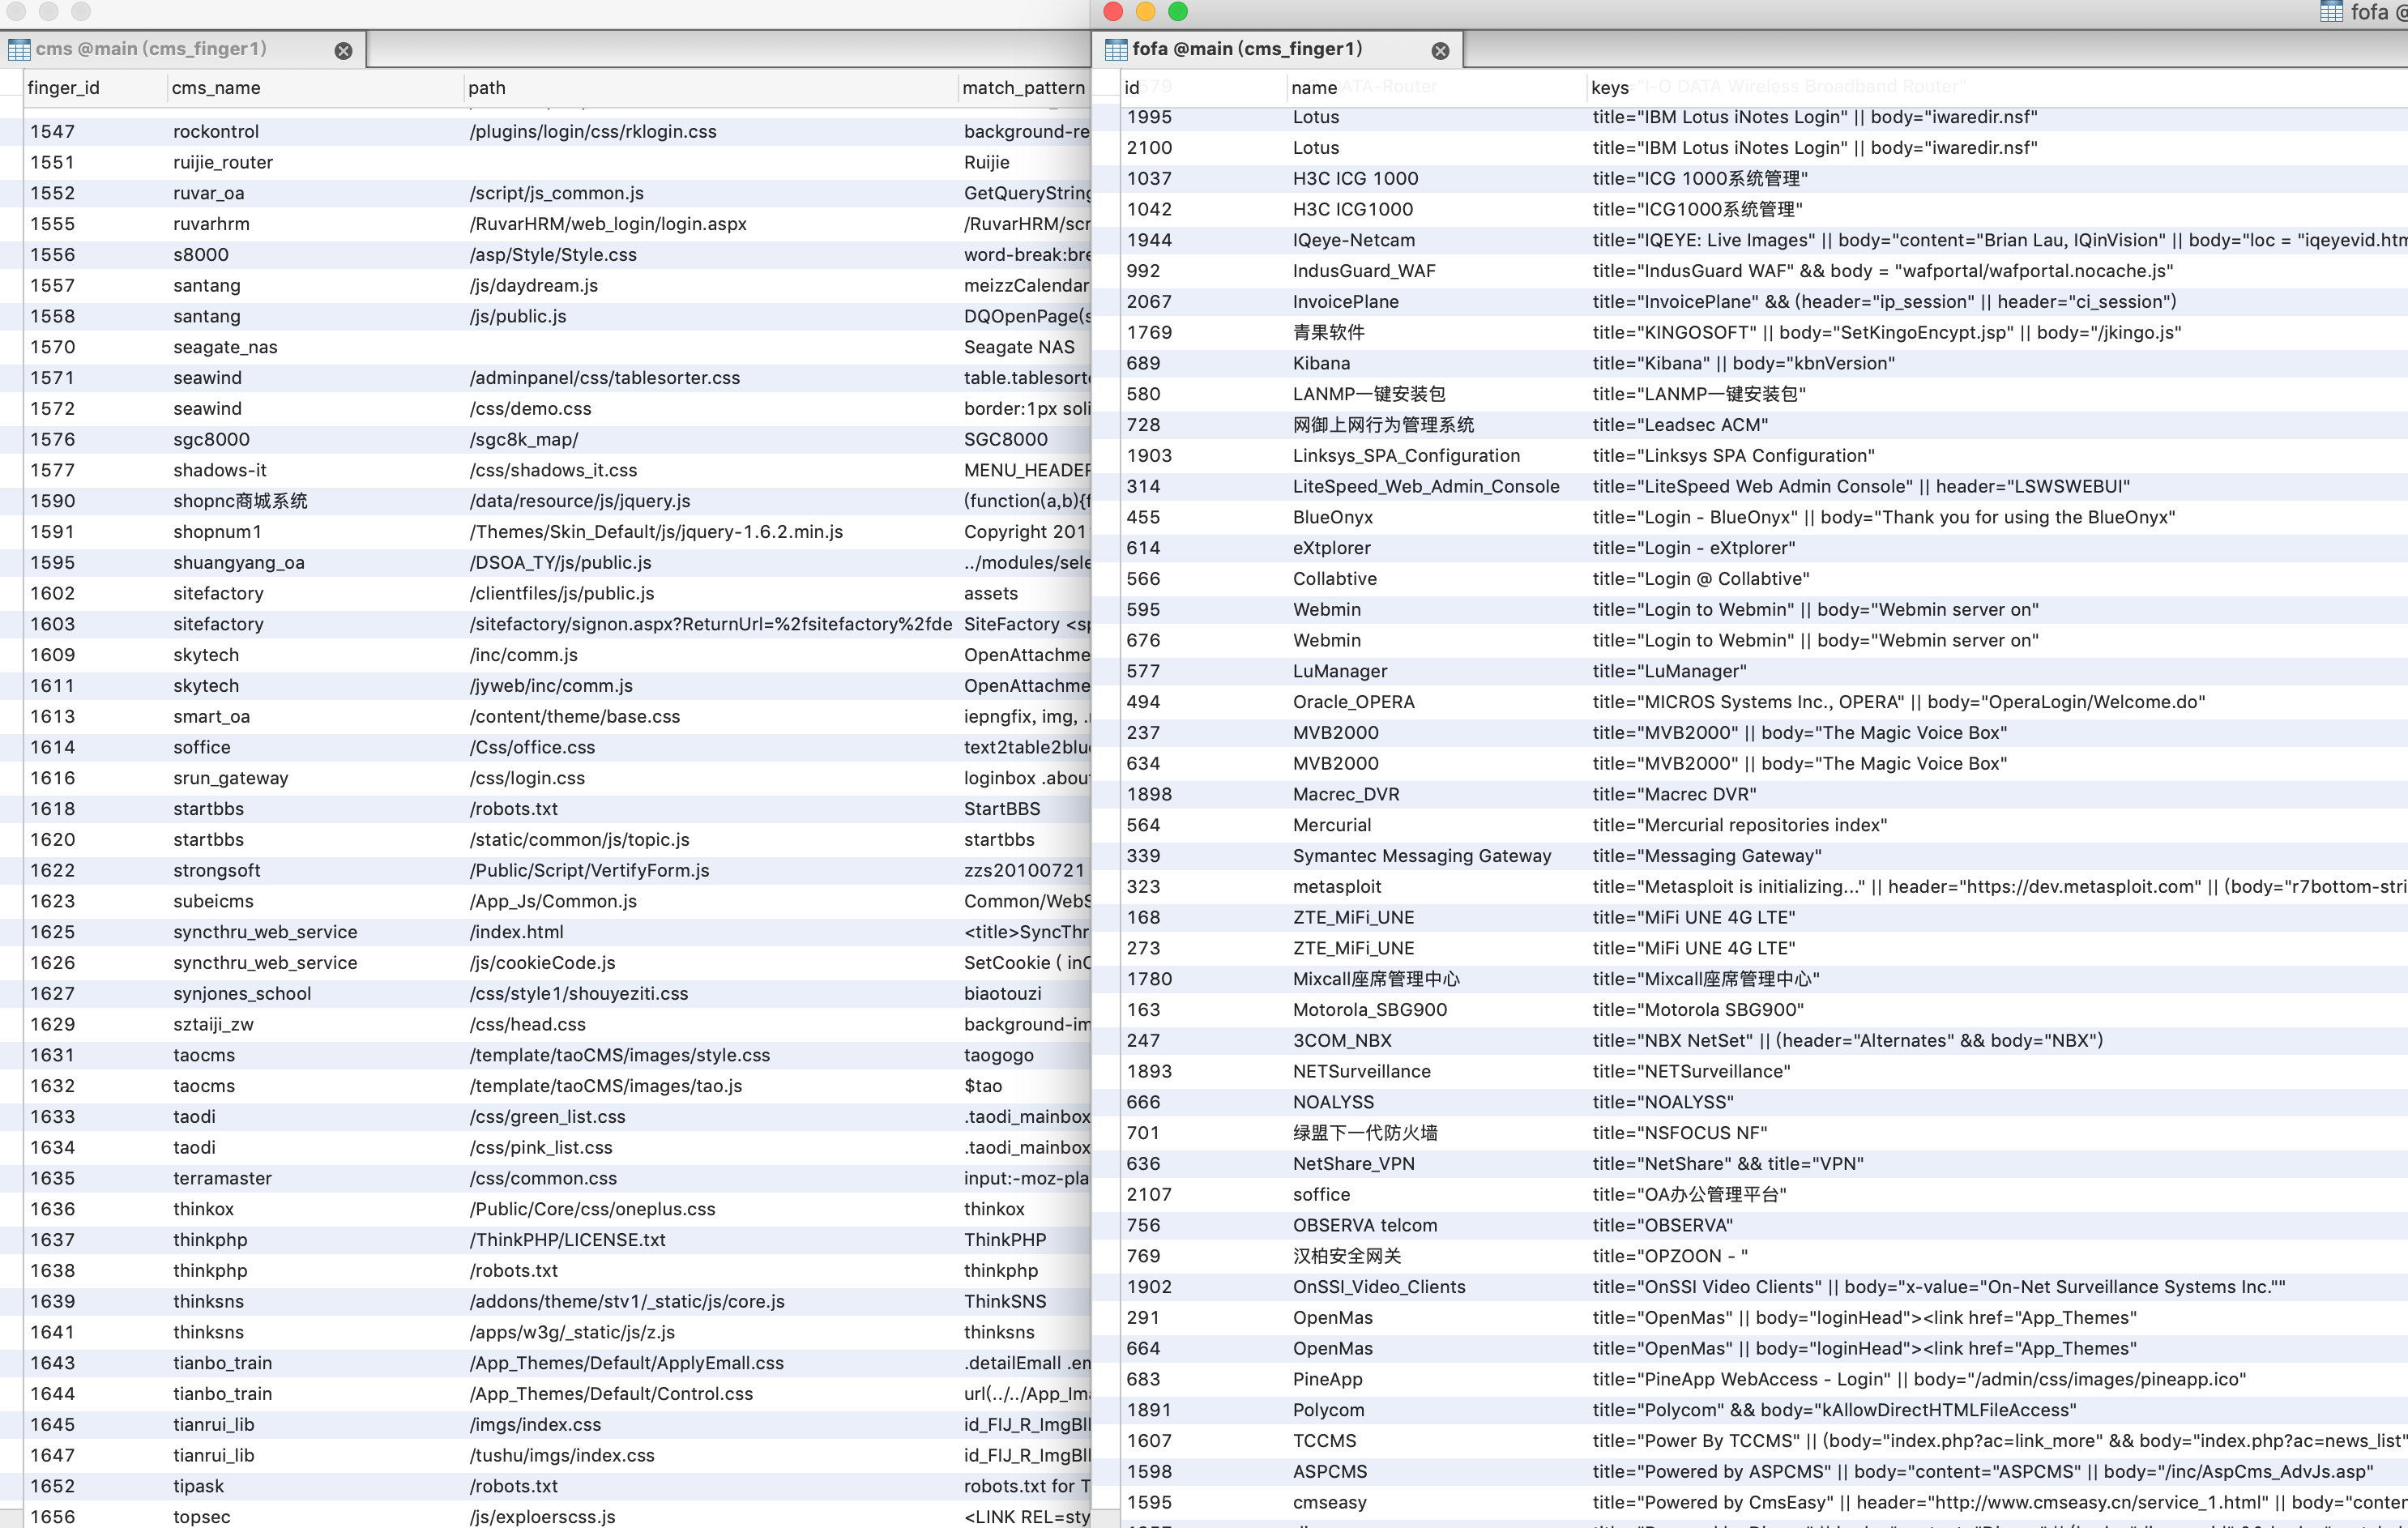 fofa @
cms @main (cms_finger1)
finger_id cms_name path match_pattern
1547 rockontrol /plugins/login/css/rklogin.css background-re
1551 ruijie_router Ruijie
1552 ruvar_oa /script/js_common.js GetQueryString
1555 ruvarhrm /RuvarHRM/web_login/login.aspx /RuvarHRM/scr
1556 s8000 /asp/Style/Style.css word-break:bre
1557 santang /js/daydream.js meizzCalendar
1558 santang /js/public.js DQOpenPage(s
1570 seagate_nas Seagate NAS
1571 seawind /adminpanel/css/tablesorter.css table.tablesort
1572 seawind /css/demo.css border:1px soli
1576 sgc8000 /sgc8k_map/ SGC8000
1577 shadows-it /css/shadows_it.css MENU_HEADER
1590 shopnc商城系统 /data/resource/js/jquery.js (function(a,b){f
1591 shopnum1 /Themes/Skin_Default/js/jquery-1.6.2.min.js Copyright 201
1595 shuangyang_oa /DSOA_TY/js/public.js ../modules/sele
1602 sitefactory /clientfiles/js/public.js assets
1603 sitefactory /sitefactory/signon.aspx?ReturnUrl=%2fsitefactory%2fde SiteFactory <sp
1609 skytech /inc/comm.js OpenAttachme
1611 skytech /jyweb/inc/comm.js OpenAttachme
1613 smart_oa /content/theme/base.css iepngfix, img, .
1614 soffice /Css/office.css text2table2blu
1616 srun_gateway /css/login.css loginbox .abou
1618 startbbs /robots.txt StartBBS
1620 startbbs /static/common/js/topic.js startbbs
1622 strongsoft /Public/Script/VertifyForm.js zzs20100721
1623 subeicms /App_Js/Common.js Common/WebS
1625 syncthru_web_service /index.html <title>SyncThr
1626 syncthru_web_service /js/cookieCode.js SetCookie ( inC
1627 synjones_school /css/style1/shouyeziti.css biaotouzi
1629 sztaiji_zw /css/head.css background-im
1631 taocms /template/taoCMS/images/style.css taogogo
1632 taocms /template/taoCMS/images/tao.js $tao
1633 taodi /css/green_list.css .taodi_mainbox
1634 taodi /css/pink_list.css .taodi_mainbox
1635 terramaster /css/common.css input:-moz-pla
1636 thinkox /Public/Core/css/oneplus.css thinkox
1637 thinkphp /ThinkPHP/LICENSE.txt ThinkPHP
1638 thinkphp /robots.txt thinkphp
1639 thinksns /addons/theme/stv1/_static/js/core.js ThinkSNS
1641 thinksns /apps/w3g/_static/js/z.js thinksns
1643 tianbo_train /App_Themes/Default/ApplyEmall.css .detailEmall .en
1644 tianbo_train /App_Themes/Default/Control.css url(../../App_Im
1645 tianrui_lib /imgs/index.css id_FIJ_R_ImgBll
1647 tianrui_lib /tushu/imgs/index.css id_FIJ_R_ImgBll
1652 tipask /robots.txt robots.txt for T
1656 topsec /js/exploerscss.js <LINK REL=sty
fofa @main (cms_finger1)
id name keys
1995 Lotus title="IBM Lotus iNotes Login" || body="iwaredir.nsf"
2100 Lotus title="IBM Lotus iNotes Login" || body="iwaredir.nsf"
1037 H3C ICG 1000 title="ICG 1000系统管理"
1042 H3C ICG1000 title="ICG1000系统管理"
1944 IQeye-Netcam title="IQEYE: Live Images" || body="content="Brian Lau, IQinVision" || body="loc = "iqeyevid.htm
992 IndusGuard_WAF title="IndusGuard WAF" && body = "wafportal/wafportal.nocache.js"
2067 InvoicePlane title="InvoicePlane" && (header="ip_session" || header="ci_session")
1769 青果软件 title="KINGOSOFT" || body="SetKingoEncypt.jsp" || body="/jkingo.js"
689 Kibana title="Kibana" || body="kbnVersion"
580 LANMP一键安装包 title="LANMP一键安装包"
728 网御上网行为管理系统 title="Leadsec ACM"
1903 Linksys_SPA_Configuration title="Linksys SPA Configuration"
314 LiteSpeed_Web_Admin_Console title="LiteSpeed Web Admin Console" || header="LSWSWEBUI"
455 BlueOnyx title="Login - BlueOnyx" || body="Thank you for using the BlueOnyx"
614 eXtplorer title="Login - eXtplorer"
566 Collabtive title="Login @ Collabtive"
595 Webmin title="Login to Webmin" || body="Webmin server on"
676 Webmin title="Login to Webmin" || body="Webmin server on"
577 LuManager title="LuManager"
494 Oracle_OPERA title="MICROS Systems Inc., OPERA" || body="OperaLogin/Welcome.do"
237 MVB2000 title="MVB2000" || body="The Magic Voice Box"
634 MVB2000 title="MVB2000" || body="The Magic Voice Box"
1898 Macrec_DVR title="Macrec DVR"
564 Mercurial title="Mercurial repositories index"
339 Symantec Messaging Gateway title="Messaging Gateway"
323 metasploit title="Metasploit is initializing..." || header="https://dev.metasploit.com" || (body="r7bottom-stri
168 ZTE_MiFi_UNE title="MiFi UNE 4G LTE"
273 ZTE_MiFi_UNE title="MiFi UNE 4G LTE"
1780 Mixcall座席管理中心 title="Mixcall座席管理中心"
163 Motorola_SBG900 title="Motorola SBG900"
247 3COM_NBX title="NBX NetSet" || (header="Alternates" && body="NBX")
1893 NETSurveillance title="NETSurveillance"
666 NOALYSS title="NOALYSS"
701 绿盟下一代防火墙 title="NSFOCUS NF"
636 NetShare_VPN title="NetShare" && title="VPN"
2107 soffice title="OA办公管理平台"
756 OBSERVA telcom title="OBSERVA"
769 汉柏安全网关 title="OPZOON - "
1902 OnSSI_Video_Clients title="OnSSI Video Clients" || body="x-value="On-Net Surveillance Systems Inc.""
291 OpenMas title="OpenMas" || body="loginHead"><link href="App_Themes"
664 OpenMas title="OpenMas" || body="loginHead"><link href="App_Themes"
683 PineApp title="PineApp WebAccess - Login" || body="/admin/css/images/pineapp.ico"
1891 Polycom title="Polycom" && body="kAllowDirectHTMLFileAccess"
1607 TCCMS title="Power By TCCMS" || (body="index.php?ac=link_more" && body="index.php?ac=news_list"
1598 ASPCMS title="Powered by ASPCMS" || body="content="ASPCMS" || body="/inc/AspCms_AdvJs.asp"
1595 cmseasy title="Powered by CmsEasy" || header="http://www.cmseasy.cn/service_1.html" || body="conten